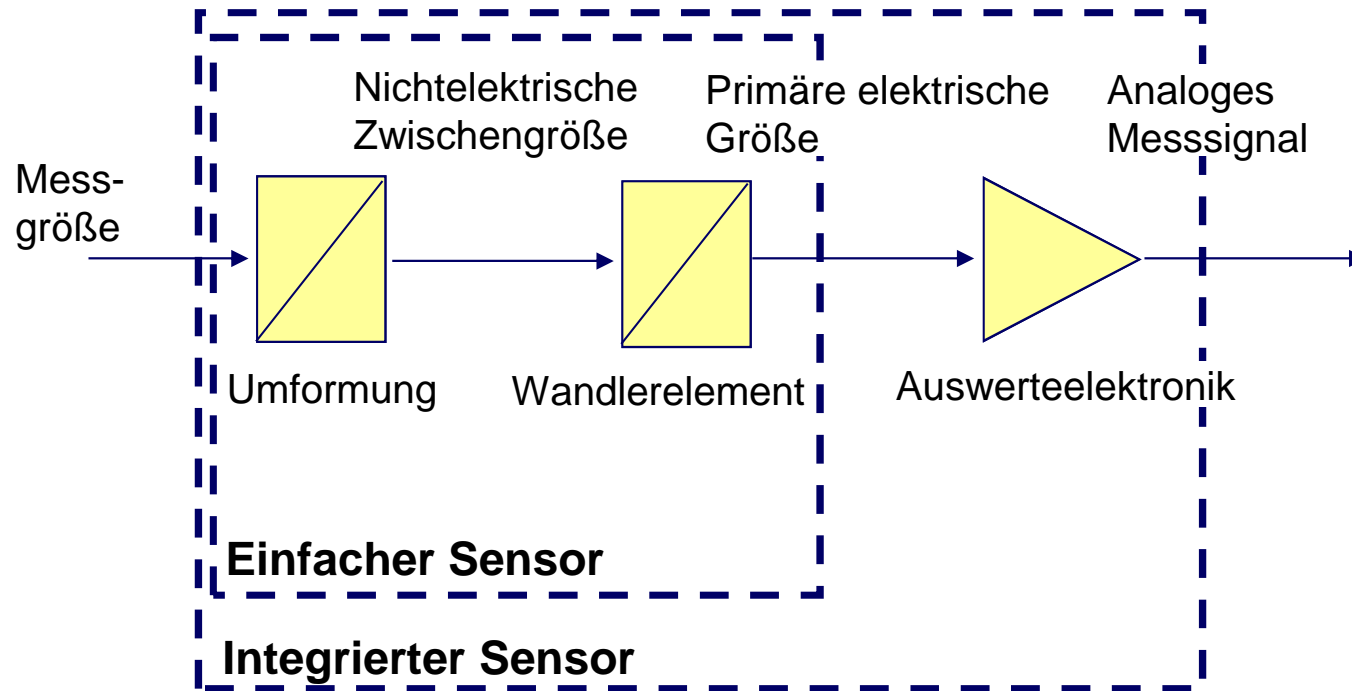 Nichtelektrische
Zwischengröße
Primäre elektrische
Größe
Analoges
Messsignal
Mess-
größe
Umformung
Wandlerelement
Auswerteelektronik
Einfacher Sensor
Integrierter Sensor